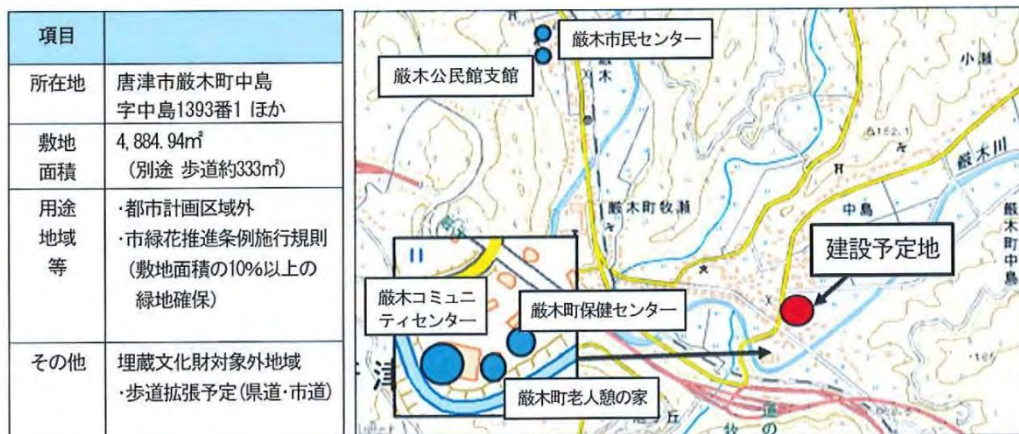 項目
所在地
唐津市厳木町中島
字中島1393番1 ほか
敷地
面積
4,884.94㎡
(別途 歩道約333㎡)
用途
地域
等
・都市計画区域外
・市緑花推進条例施行規則
(敷地面積の10%以上の
緑地確保)
その他
埋蔵文化財対象外地域
・歩道拡張予定(県道・市道)
厳木市民センター
厳木公民館支館
厳木
小瀬
162.1
厳木川
厳木町牧瀬
中島
厳木町中島
建設予定地
厳木コミュニ
ティセンター
厳木町保健センター
厳木町老人憩の家